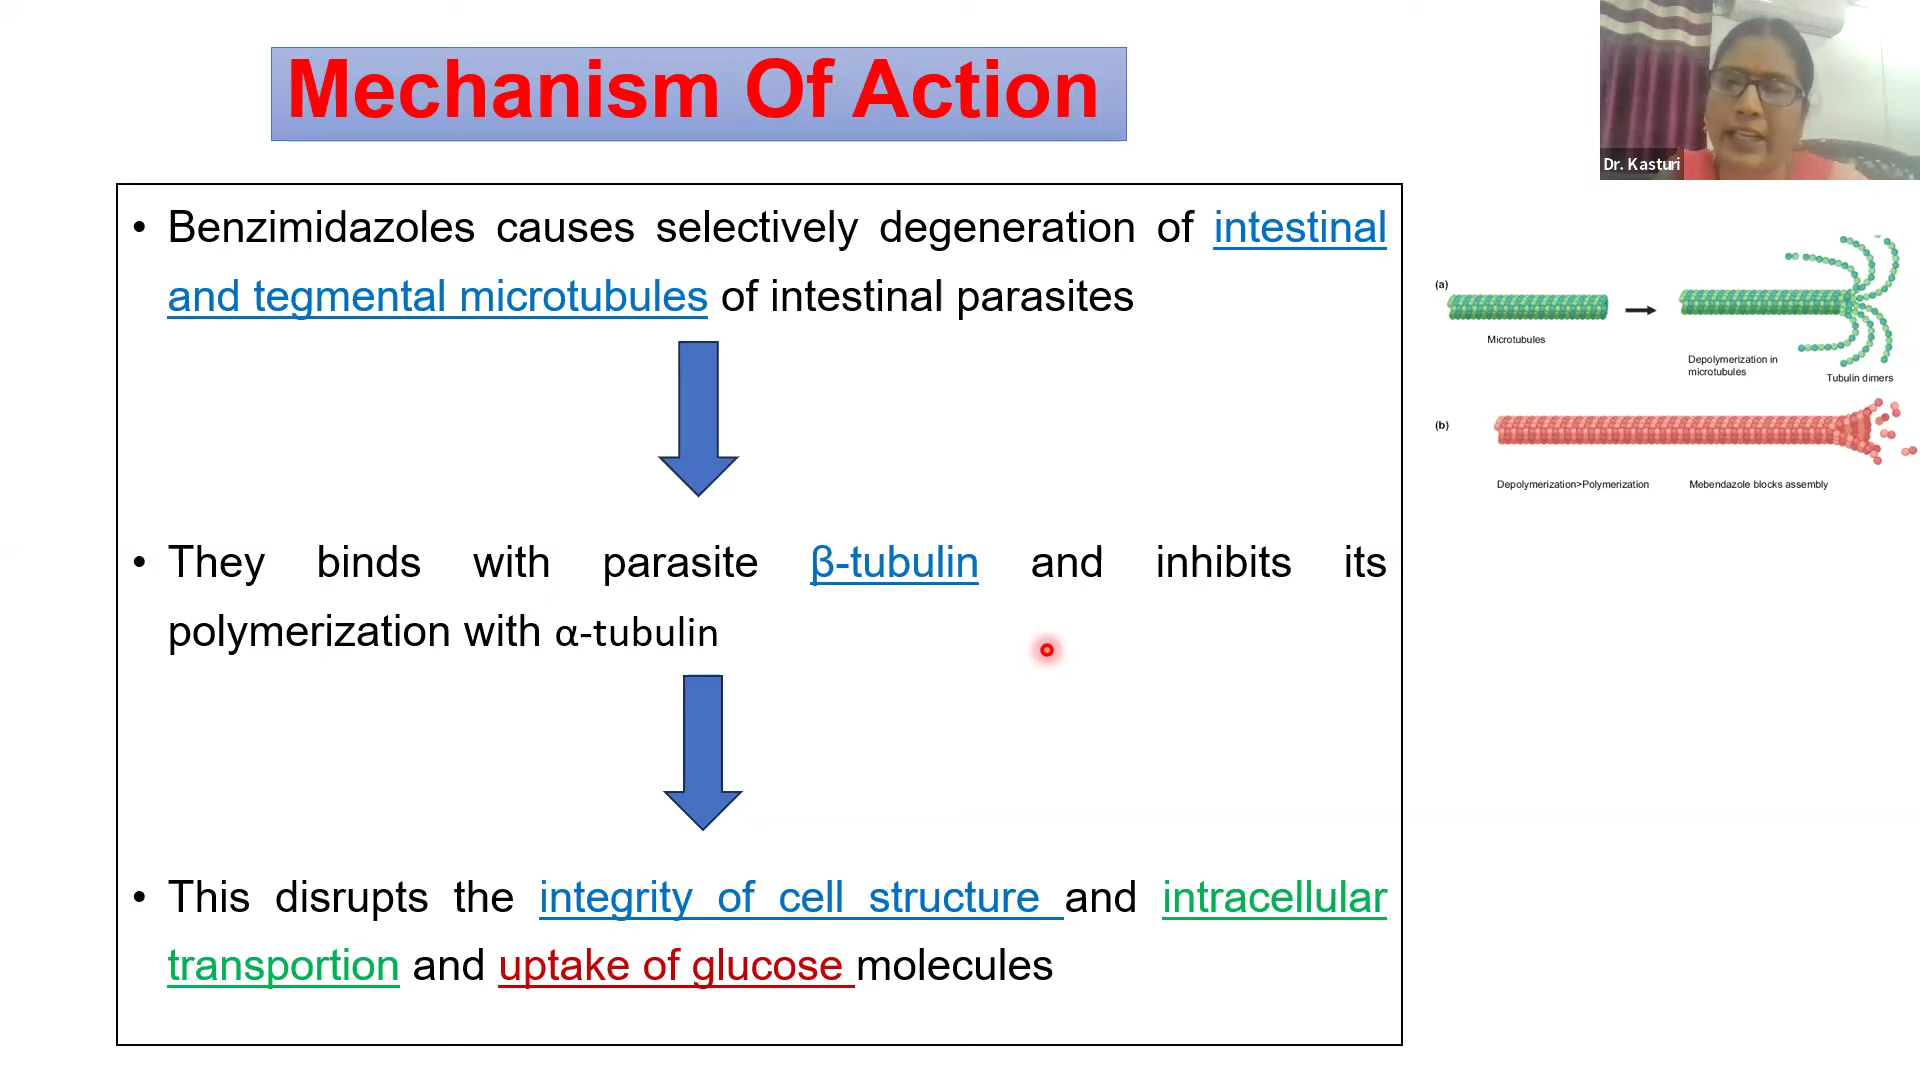 Mechanism Of Action
Dr. Kasturi
• Benzimidazoles causes selectively degeneration of intestinal
and tegmental microtubules of intestinal parasites
• They binds with parasite β-tubulin and inhibits its
polymerization with α-tubulin
• This disrupts the integrity of cell structure and intracellular
transportion and uptake of glucose molecules
(a)
Microtubules
Depolymerization in
microtubules
Tubulin dimers
(b)
Depolymerization>Polymerization
Mebendazole blocks assembly